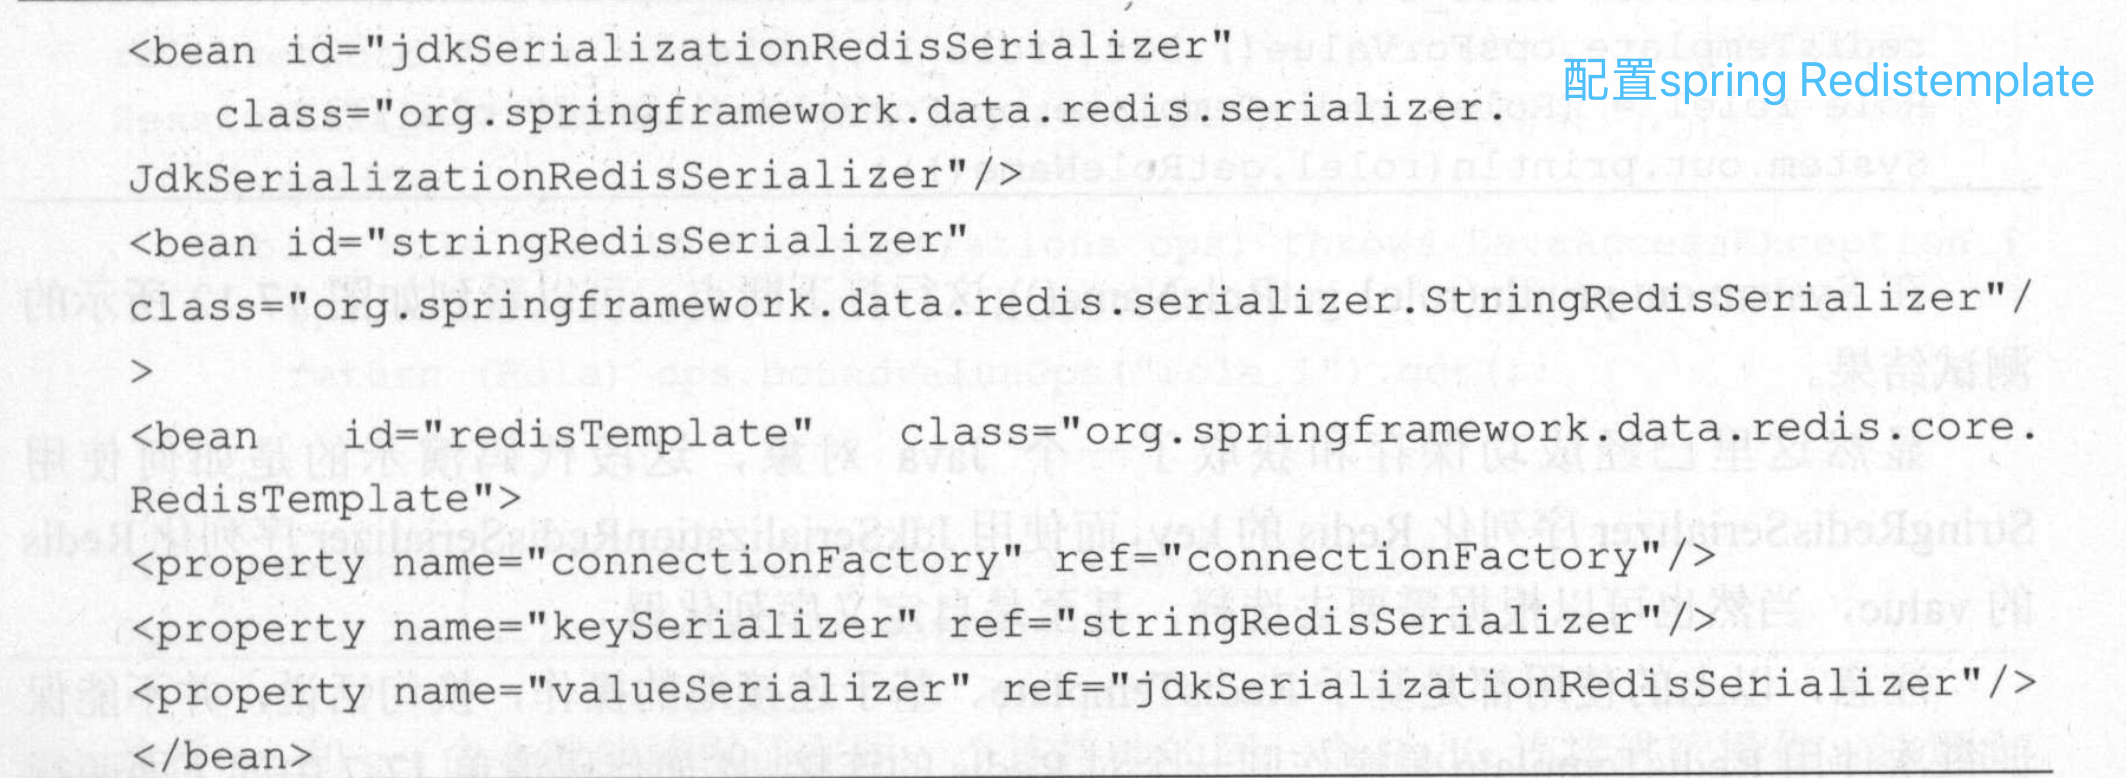 <bean id="jdkSerializationRedisSerializer"
配置spring Redistemplate
class="org.springframework.data.redis.serializer.
JdkSerializationRedisSerializer"/>
<bean id="stringRedisSerializer"
class="org.springframework.data.redis.serializer.StringRedisSerializer"/
>
<bean id="redisTemplate" class="org.springframework.data.redis.core.
RedisTemplate">
<property name="connectionFactory" ref="connectionFactory"/>
<property name="keySerializer" ref="stringRedisSerializer"/>
<property name="valueSerializer" ref="jdkSerializationRedisSerializer"/>
</bean>